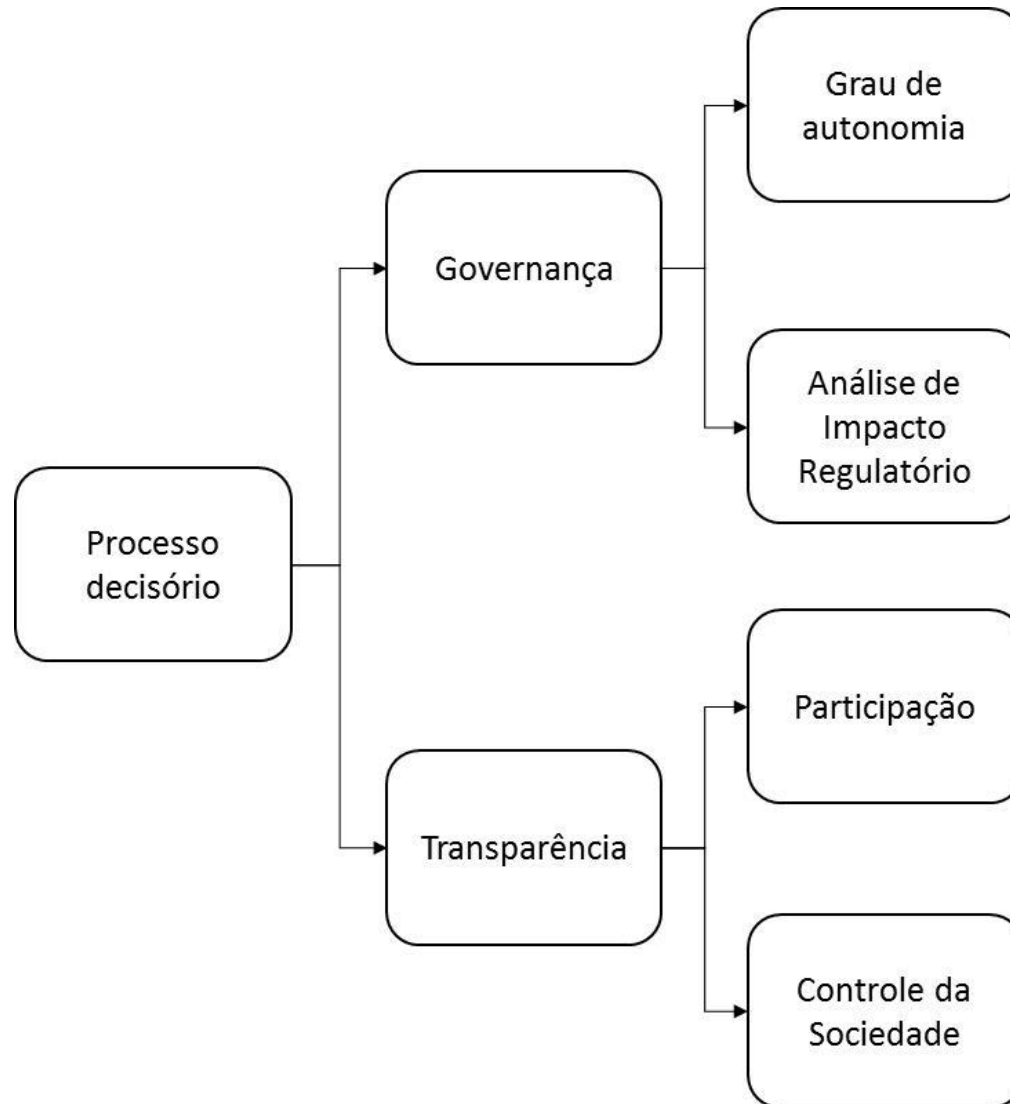 Grau de
autonomia
Governança
Análise de
Impacto
Regulatório
Processo
decisório
Participação
Transparência
Controle da
Sociedade